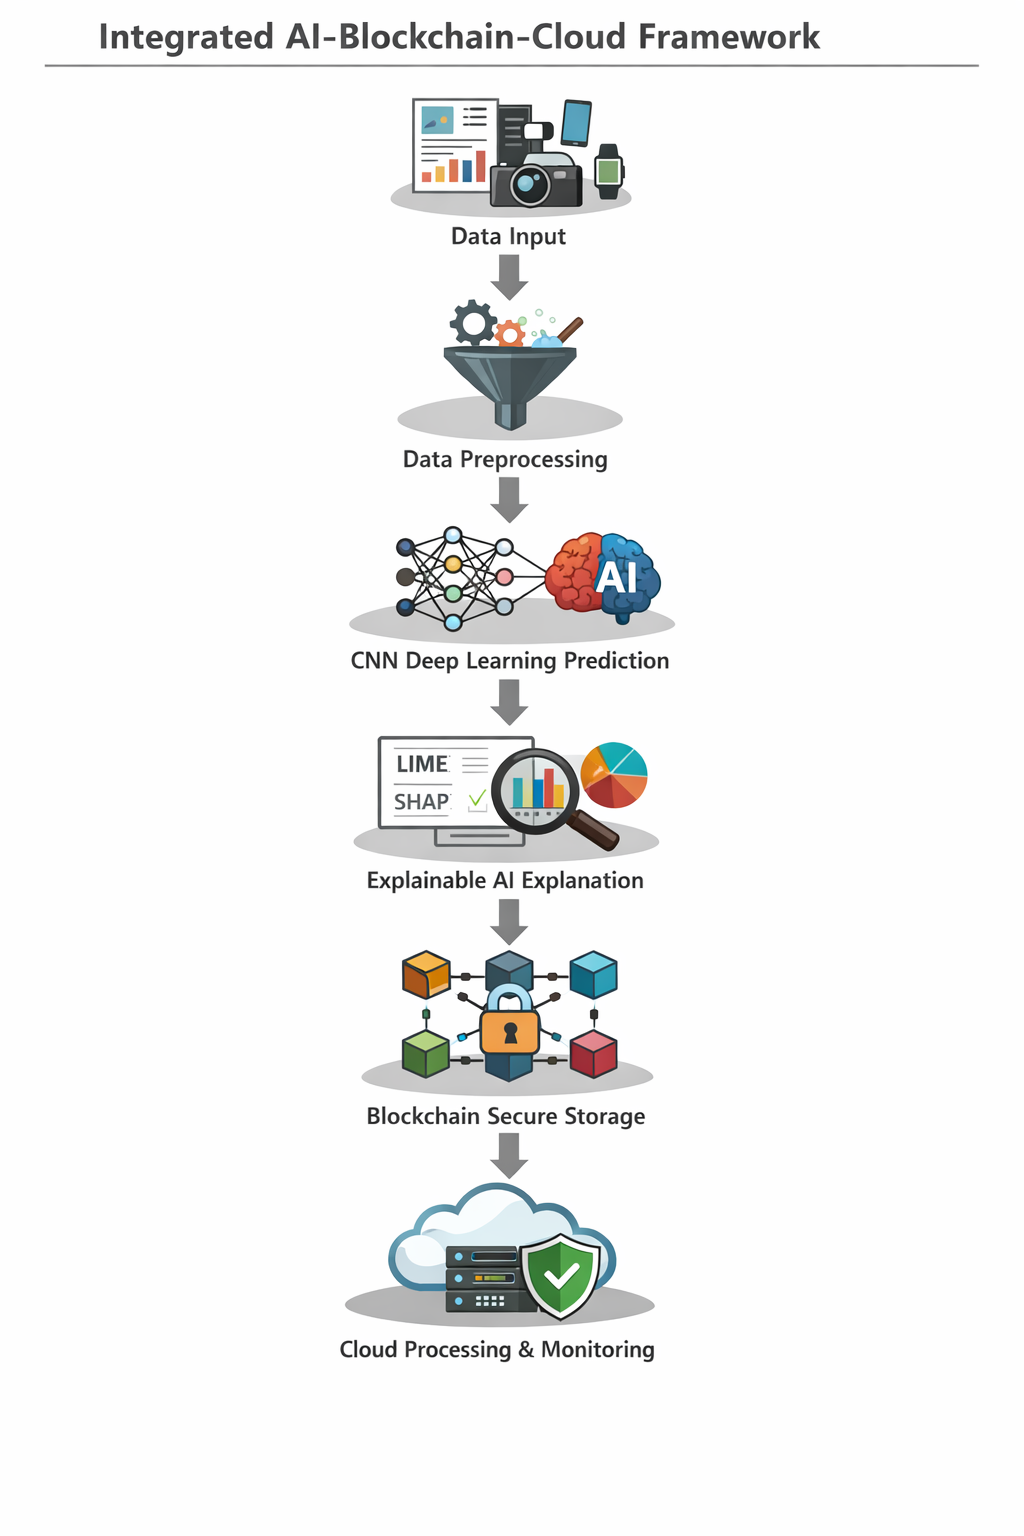 Integrated AI-Blockchain-Cloud Framework
Data Input
Data Preprocessing
AI
CNN Deep Learning Prediction
LIME
SHAP
Explainable AI Explanation
Blockchain Secure Storage
Cloud Processing & Monitoring